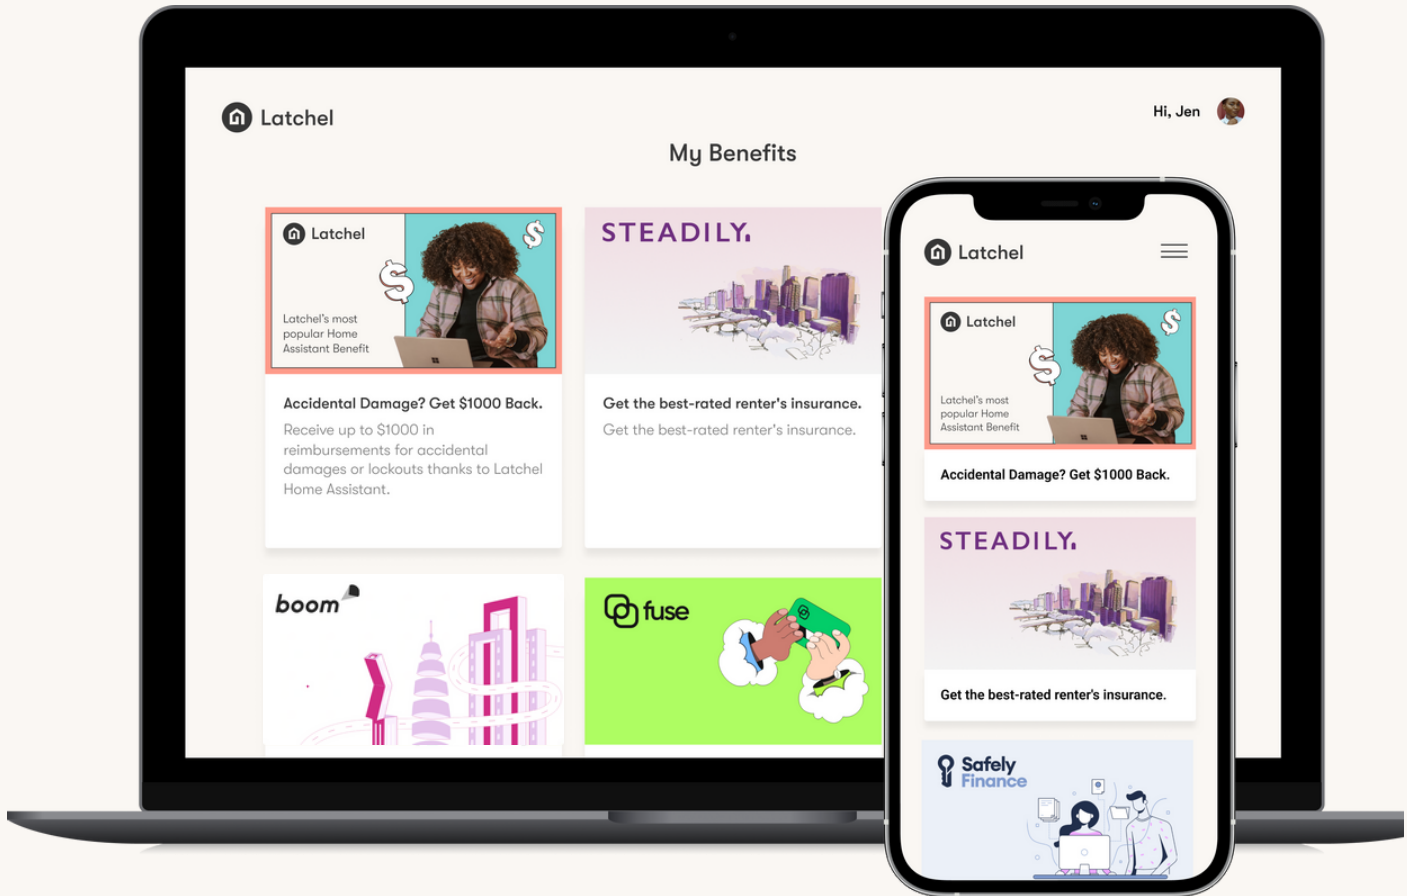 Latchel
Hi, Jen
My Benefits
Latchel
Latchel's most
popular Home
Assistant Benefit
$
$
Accidental Damage? Get $1000 Back.
Receive up to $1000 in
reimbursements for accidental
damages or lockouts thanks to Latchel
Home Assistant.
STEADILY.
Get the best-rated renter's insurance.
Get the best-rated renter's insurance.
boom
fuse
Latchel
Latchel
Latchel's most
popular Home
Assistant Benefit
$
$
Accidental Damage? Get $1000 Back.
STEADILY.
Get the best-rated renter's insurance.
Safely
Finance